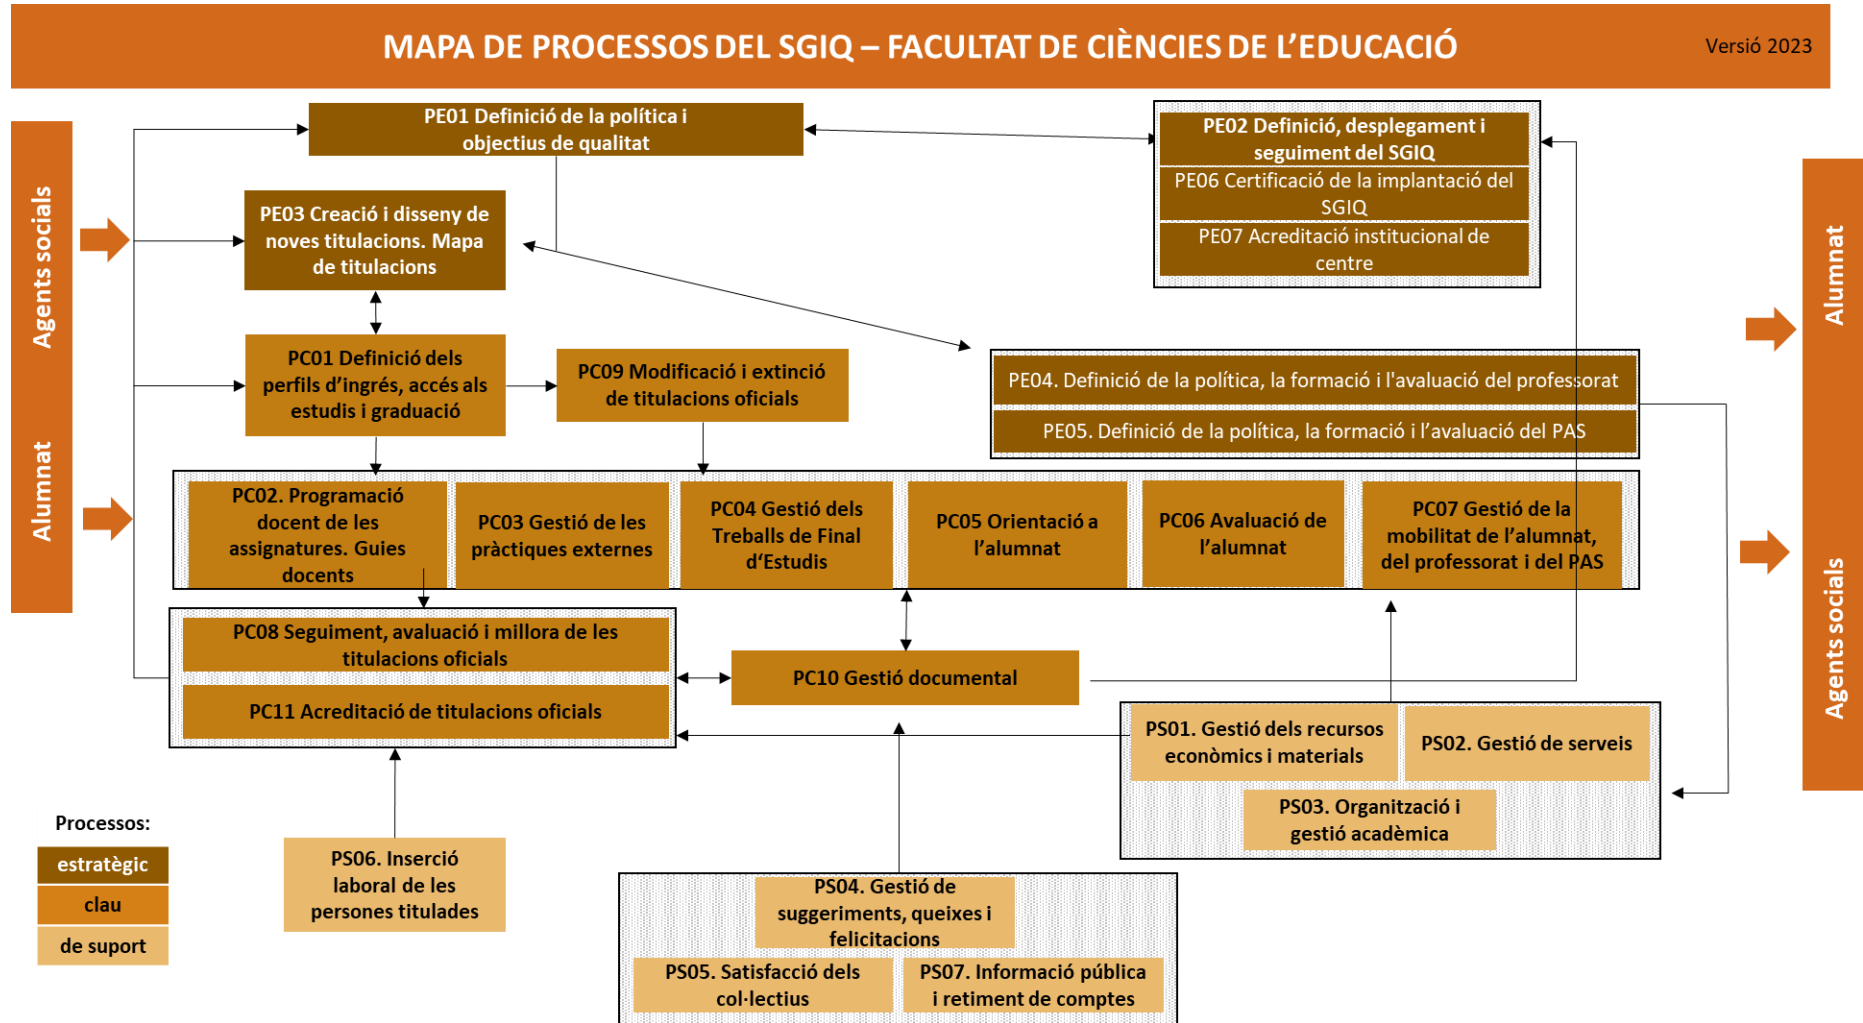 MAPA DE PROCESSOS DEL SGIQ – FACULTAT DE CIÈNCIES DE L'EDUCACIÓ
Versió 2023
Agents socials
Alumnat
PE01 Definició de la política i
objectius de qualitat
PE02 Definició, desplegament i
seguiment del SGIQ
PE06 Certificació de la implantació del
SGIQ
PE07 Acreditació institucional de
centre
PE03 Creació i disseny de
noves titulacions. Mapa
de titulacions
PC01 Definició dels
perfils d'ingrés, accés als
estudis i graduació
PC09 Modificació i extinció
de titulacions oficials
PE04. Definició de la política, la formació i l'avaluació del professorat
PE05. Definició de la política, la formació i l'avaluació del PAS
PC02. Programació
docent de les
assignatures. Guies
docents
PC03 Gestió de les
pràctiques externes
PC04 Gestió dels
Treballs de Final
d'Estudis
PC05 Orientació a
l'alumnat
PC06 Avaluació de
l'alumnat
PC07 Gestió de la
mobilitat de l'alumnat,
del professorat i del PAS
PC08 Seguiment, avaluació i millora de les
titulacions oficials
PC11 Acreditació de titulacions oficials
PC10 Gestió documental
PS01. Gestió dels recursos
econòmics i materials
PS02. Gestió de serveis
PS03. Organització i
gestió acadèmica
PS06. Inserció
laboral de les
persones titulades
PS04. Gestió de
suggeriments, queixes i
felicitacions
PS05. Satisfacció dels
col·lectius
PS07. Informació pública
i retiment de comptes
Processos:
estratègic
clau
de suport
Alumnat
Agents socials